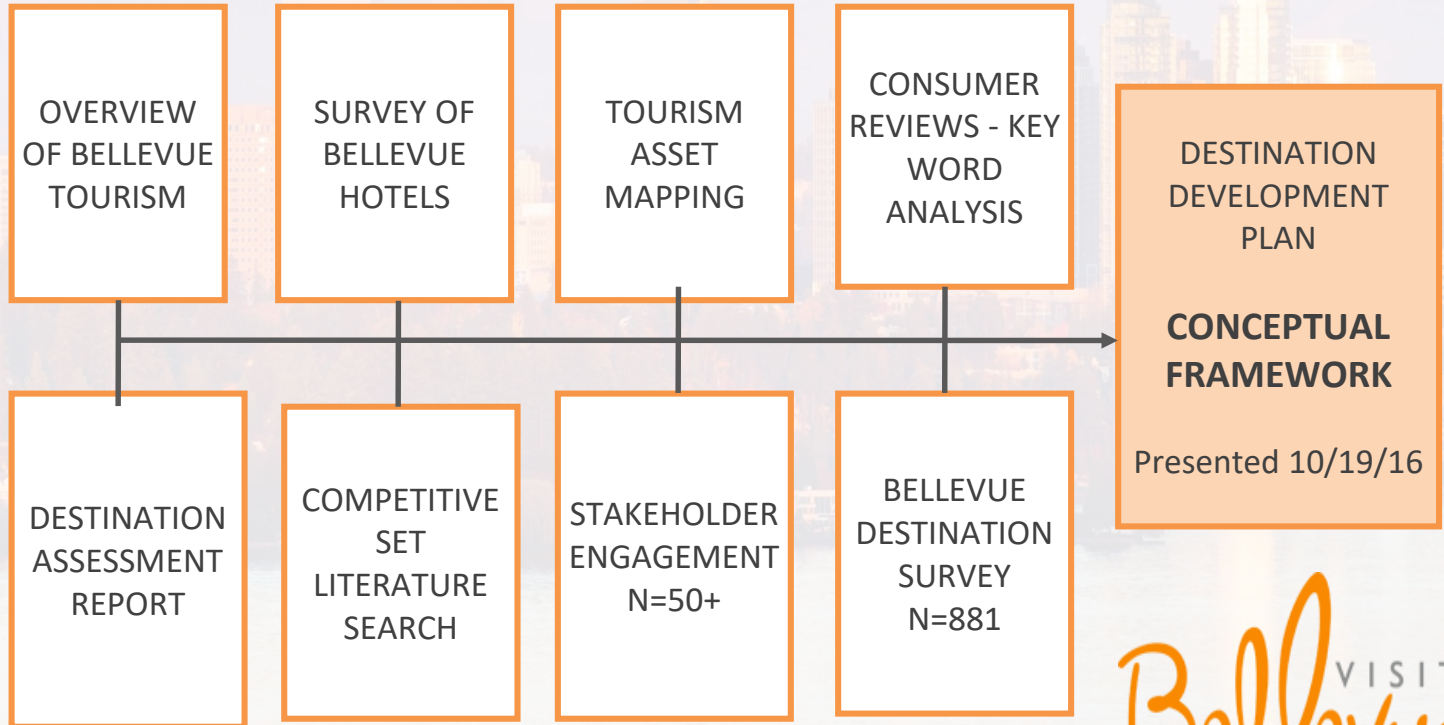 OVERVIEW
OF BELLEVUE
TOURISM
SURVEY OF
BELLEVUE
HOTELS
TOURISM
ASSET
MAPPING
CONSUMER
REVIEWS - KEY
WORD
ANALYSIS
DESTINATION
DEVELOPMENT
PLAN
CONCEPTUAL
FRAMEWORK
Presented 10/19/16
DESTINATION
ASSESSMENT
REPORT
COMPETITIVE
SET
LITERATURE
SEARCH
STAKEHOLDER
ENGAGEMENT
N=50+
BELLEVUE
DESTINATION
SURVEY
N=881
VISIT